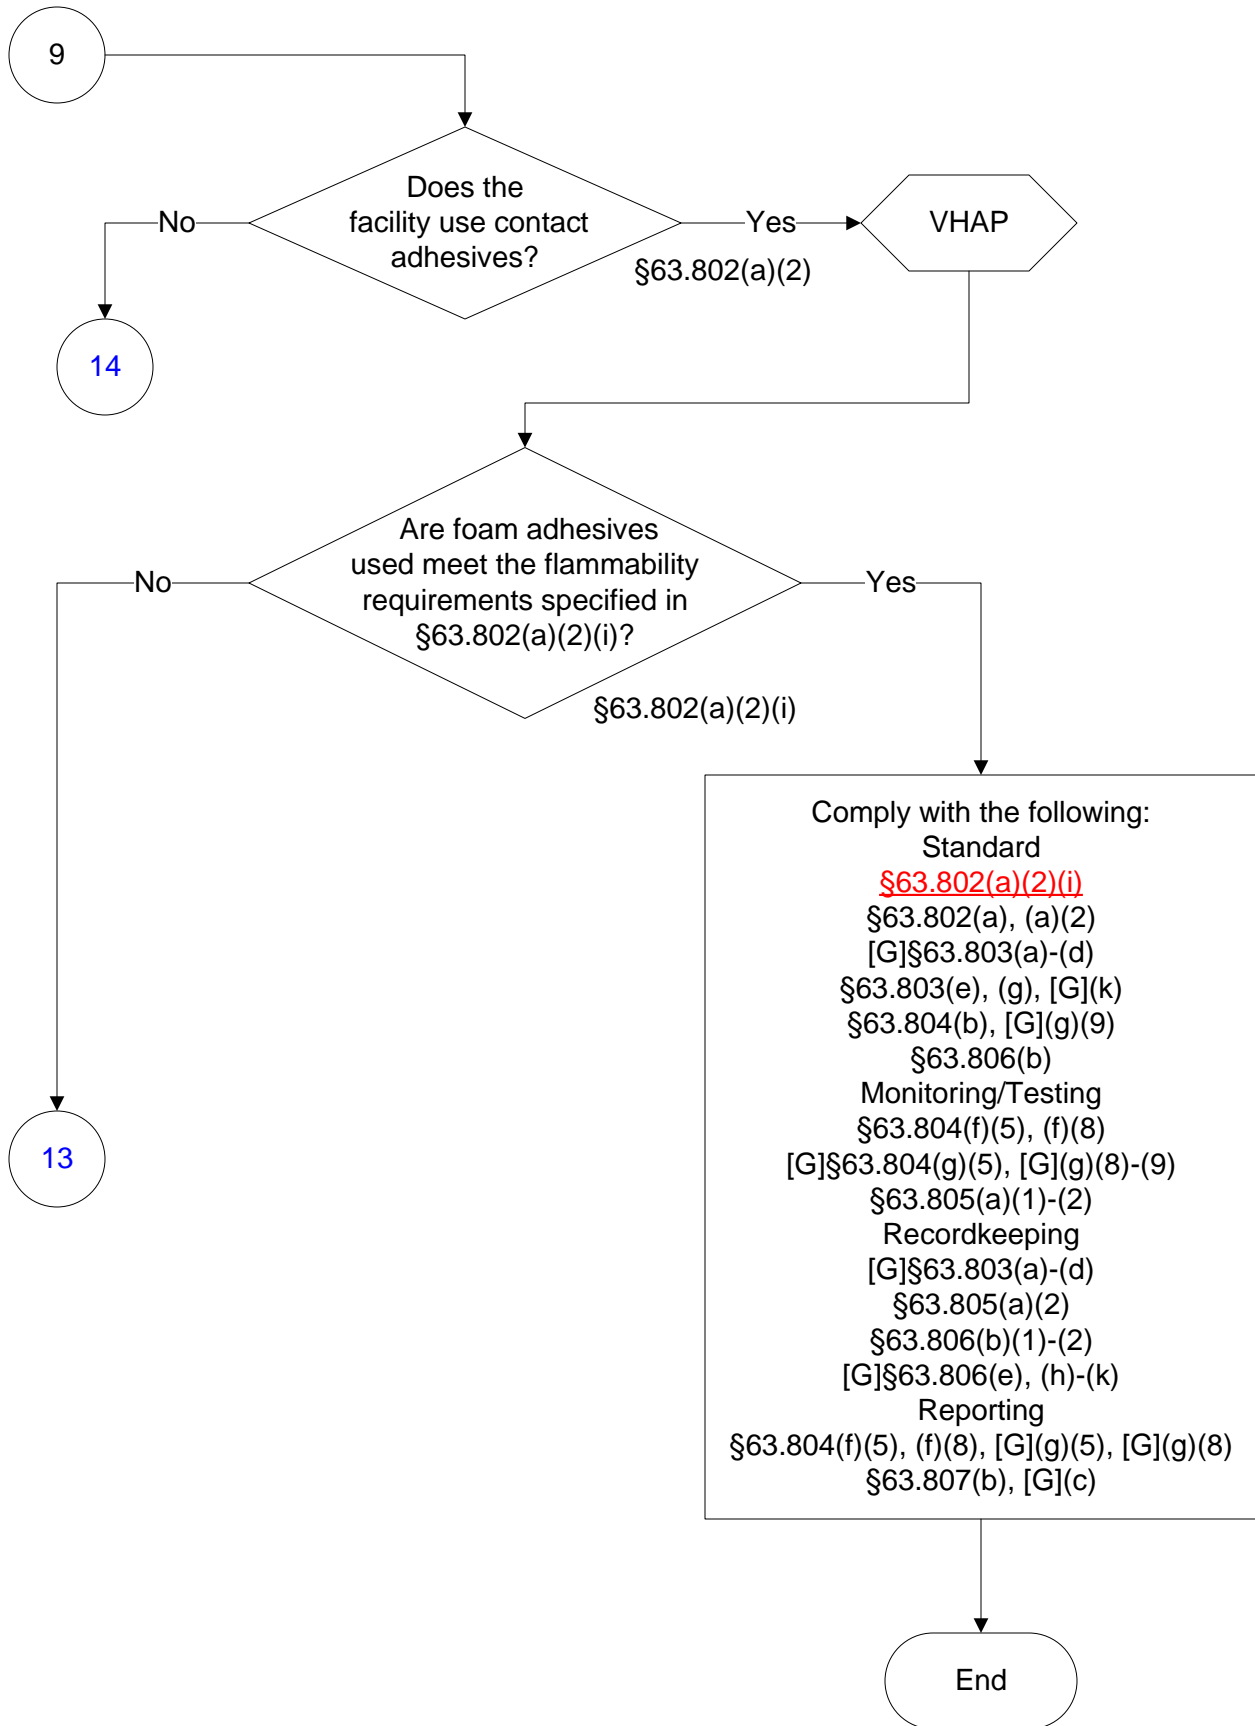 9
Does the
facility use contact
adhesives?
No
Yes
VHAP
§63.802(a)(2)
14
Are foam adhesives
used meet the flammability
requirements specified in
§63.802(a)(2)(i)?
No
Yes
§63.802(a)(2)(i)
Comply with the following:
Standard
§63.802(a)(2)(i)
§63.802(a), (a)(2)
[G]§63.803(a)-(d)
§63.803(e), (g), [G](k)
§63.804(b), [G](g)(9)
§63.806(b)
Monitoring/Testing
§63.804(f)(5), (f)(8)
[G]§63.804(g)(5), [G](g)(8)-(9)
§63.805(a)(1)-(2)
Recordkeeping
[G]§63.803(a)-(d)
§63.805(a)(2)
§63.806(b)(1)-(2)
[G]§63.806(e), (h)-(k)
Reporting
§63.804(f)(5), (f)(8), [G](g)(5), [G](g)(8)
§63.807(b), [G](c)
13
End